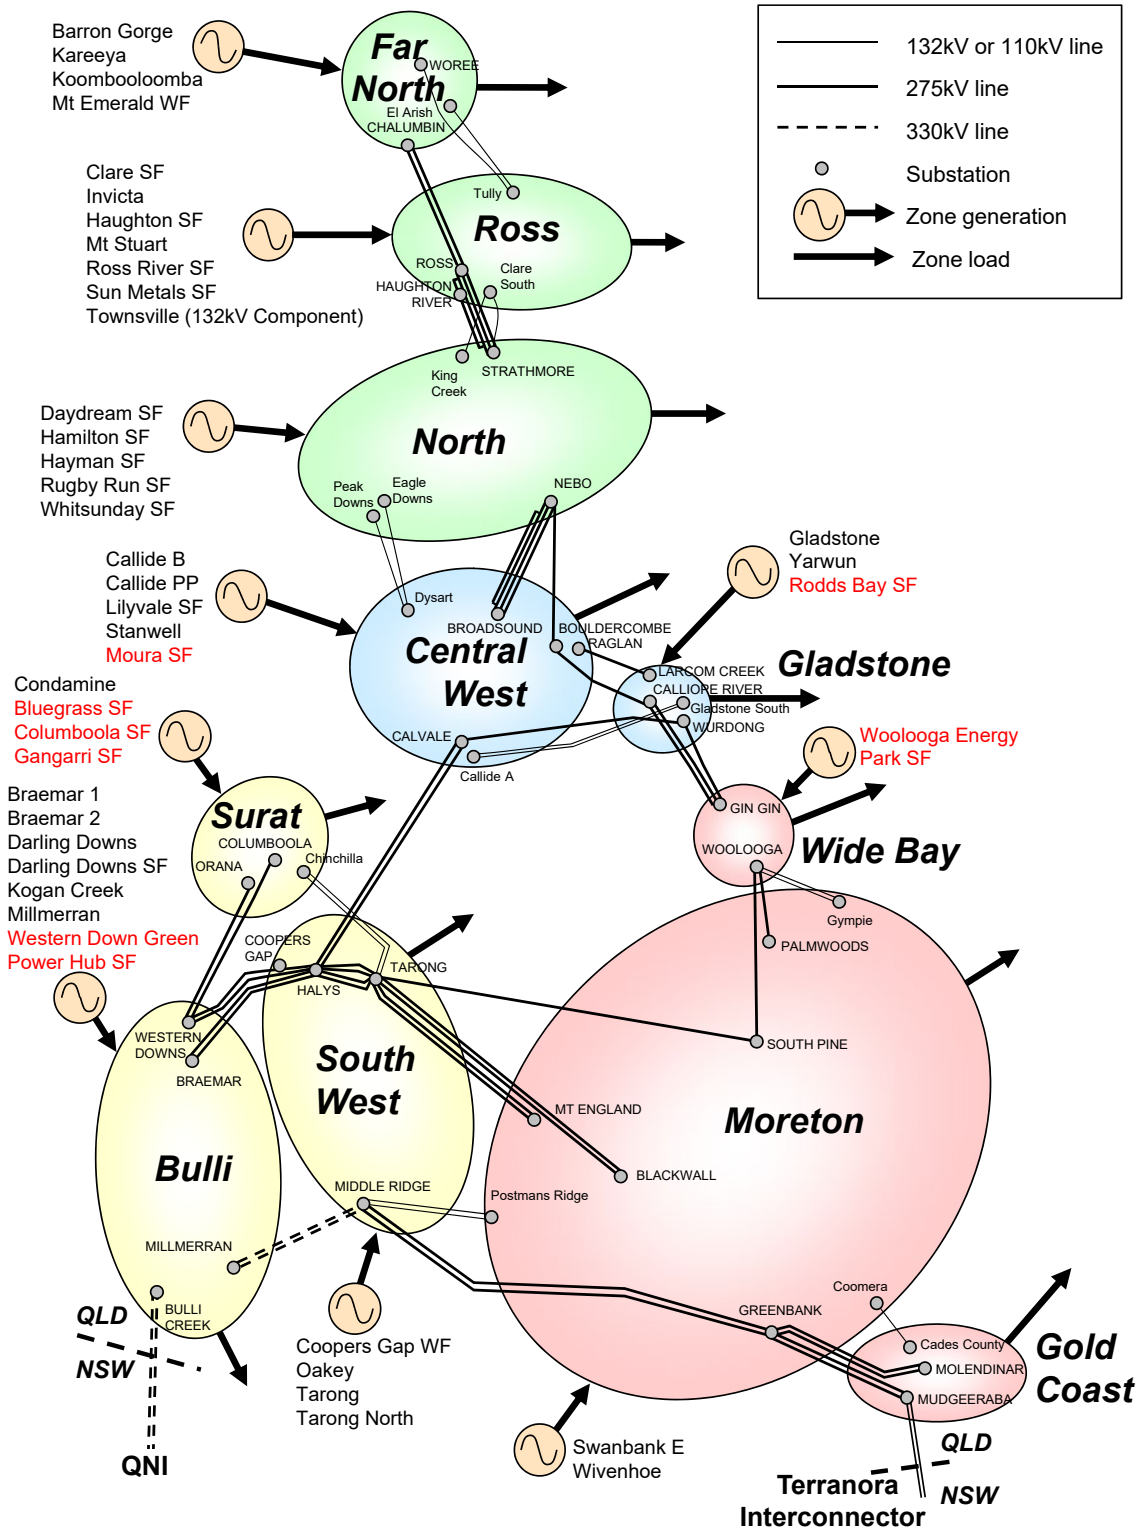 Barron Gorge
Kareeya
Koombooloomba
Mt Emerald WF
Far
North
WOREE
El Arish
CHALUMBIN
132kV or 110kV line
275kV line
330kV line
Substation
Zone generation
Zone load
Clare SF
Invicta
Haughton SF
Mt Stuart
Ross River SF
Sun Metals SF
Townsville (132kV Component)
Tully
Ross
ROSS
HAUGHTON
RIVER
Clare
South
King
Creek
STRATHMORE
Daydream SF
Hamilton SF
Hayman SF
Rugby Run SF
Whitsunday SF
North
Peak
Downs
Eagle
Downs
NEBO
Callide B
Callide PP
Lilyvale SF
Stanwell
Moura SF
Dysart
BROADSOUND
BOULDERCOMBE
RAGLAN
Central
West
CALVALE
Callide A
Gladstone
Yarwun
Rodds Bay SF
Gladstone
LARCOM CREEK
CALLIOPE RIVER
Gladstone South
WURDONG
Condamine
Bluegrass SF
Columboola SF
Gangarri SF
Woolooga Energy
Park SF
GIN GIN
WOOLOOGA
Wide Bay
Braemar 1
Braemar 2
Darling Downs
Darling Downs SF
Kogan Creek
Millmerran
Western Down Green
Power Hub SF
Surat
COLUMBOOLA
ORANA
Chinchilla
COOPERS
GAP
HALYS
TARONG
Gympie
PALMWOODS
SOUTH PINE
WESTERN
DOWNS
BRAEMAR
South
West
MT ENGLAND
Moreton
BLACKWALL
Bulli
MIDDLE RIDGE
Postmans Ridge
MILLMERRAN
BULLI
CREEK
QLD
NSW
QNI
Coopers Gap WF
Oakey
Tarong
Tarong North
Coomera
GREENBANK
Cades County
MOLENDINAR
MUDGEERABA
Gold
Coast
Swanbank E
Wivenhoe
QLD
NSW
Terranora
Interconnector